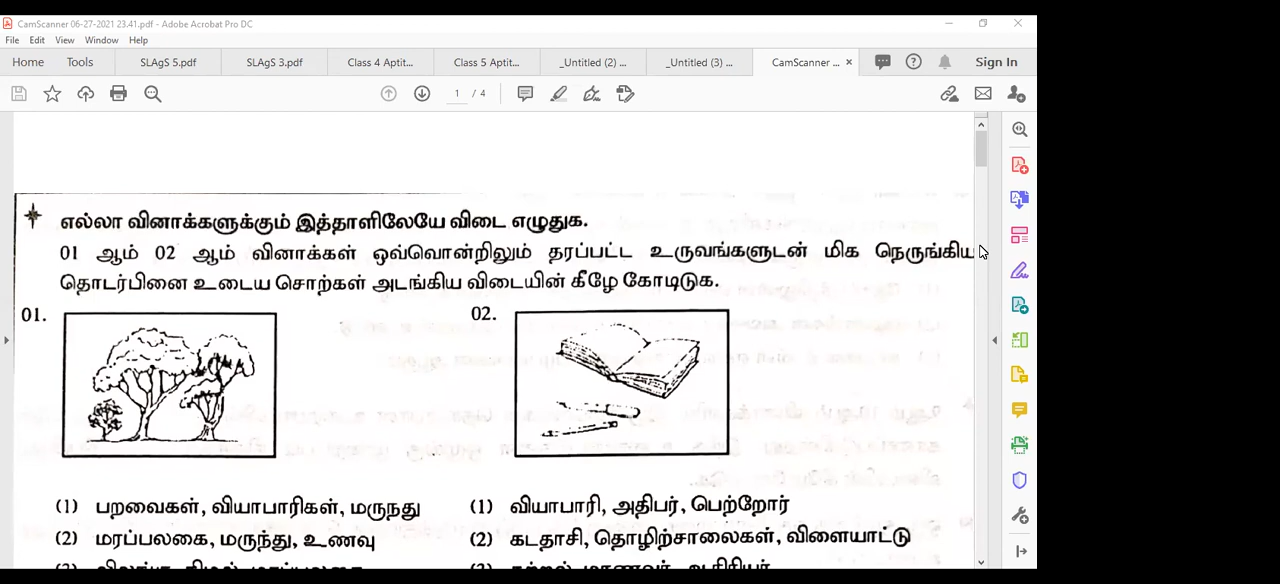 CamScanner 06-27-2021 23.41.pdf - Adobe Acrobat Pro DC
File Edit View Window Help
Home Tools SLAgS 5.pdf SLAgS 3.pdf Class 4 Aptit... Class 5 Aptit... _Untitled (2) ... _Untitled (3) ... CamScanner ... × Sign In
1 / 4
எல்லா வினாக்களுக்கும் இத்தாளிலேயே விடை எழுதுக.
01 ஆம் 02 ஆம் வினாக்கள் ஒவ்வொன்றிலும் தரப்பட்ட உருவங்களுடன் மிக நெருங்கிய
தொடர்பினை உடைய சொற்கள் அடங்கிய விடையின் கீழே கோடிடுக.
01. 02.
(1) பறவைகள், வியாபாரிகள், மருநது (1) வியாபாரி, அதிபர், பெற்றோர்
(2) மரப்பலகை, மருந்து, உணவு (2) கடதாசி, தொழிற்சாலைகள், விளையாட்டு